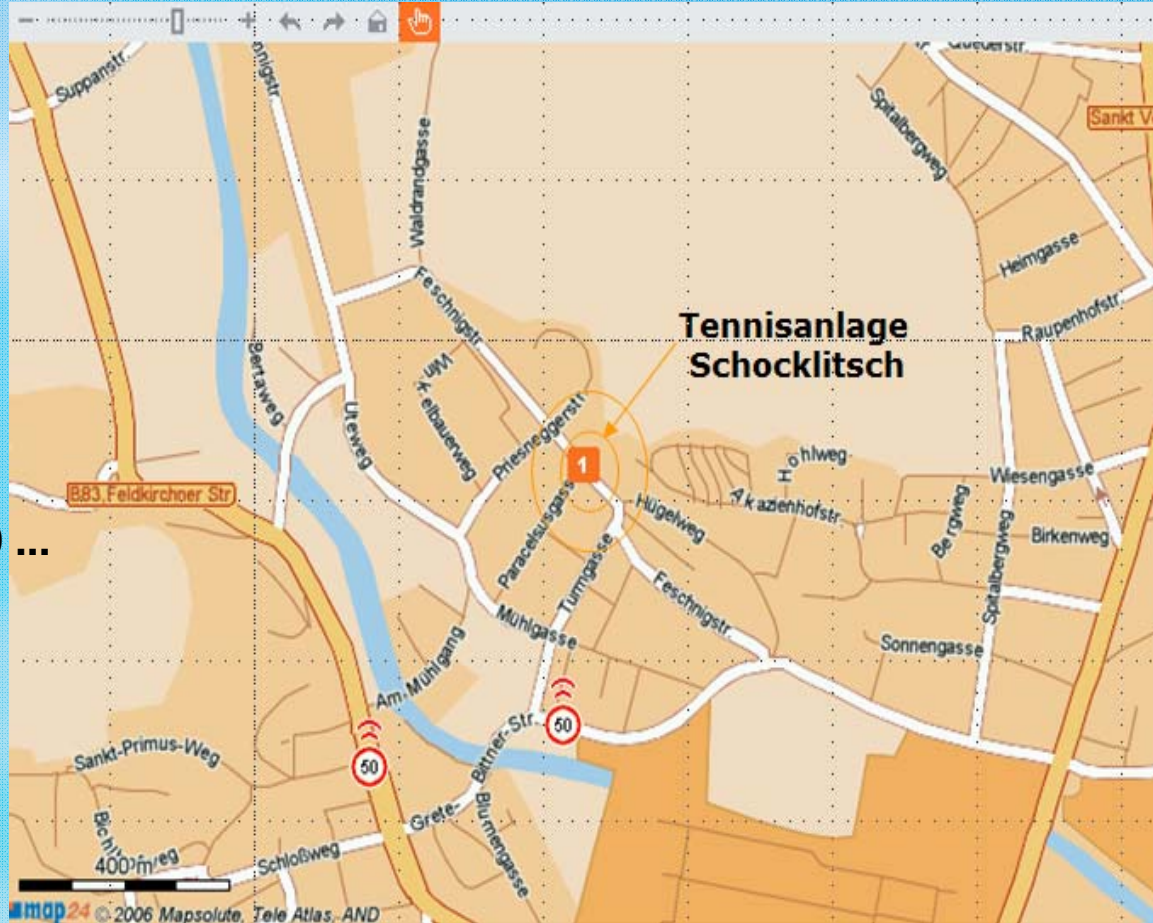 Suppanstr.
Quederstr.
Sankt
Waldrandgasse
Spitalbergweg
Heimgasse
Feschnigstr.
Raupenhofstr.
Tennisanlage
Schocklitsch
Bertaweg
Uteweg
Winkelbauerweg
Priesneggerstr.
1
Hohlweg
Wiesengasse
B83 Feldkirchner Str
Akazienhofstr.
Paracelsusgasse
Hügelweg
Bergweg
Birkenweg
...
Turmgasse
Spitalbergweg
Feschnigstr.
Mühlgasse
Sonnengasse
Am-Mühlgang
50
Grete-Bittner-Str.
Sankt-Primus-Weg
50
Blumengasse
Schloßweg
400 m
map24 © 2006 Mapsolute, Tele Atlas, AND